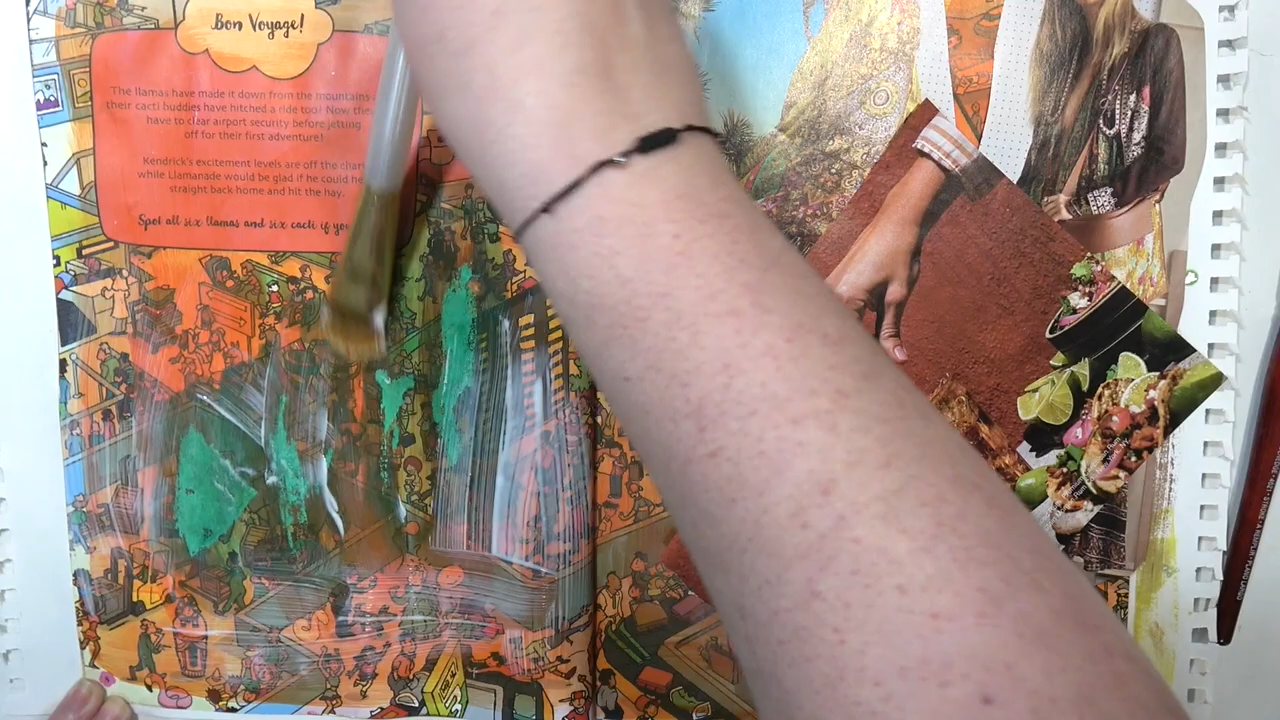 Bon Voyage!
The llamas have made it down from the mountains
their cacti buddies have hitched a ride too! Now the
have to clear airport security before jetting
off for their first adventure!
Kendrick's excitement levels are off the chart
while Llamanade would be glad if he could he
straight back home and hit the hay.
Spot all six llamas and six cacti if you